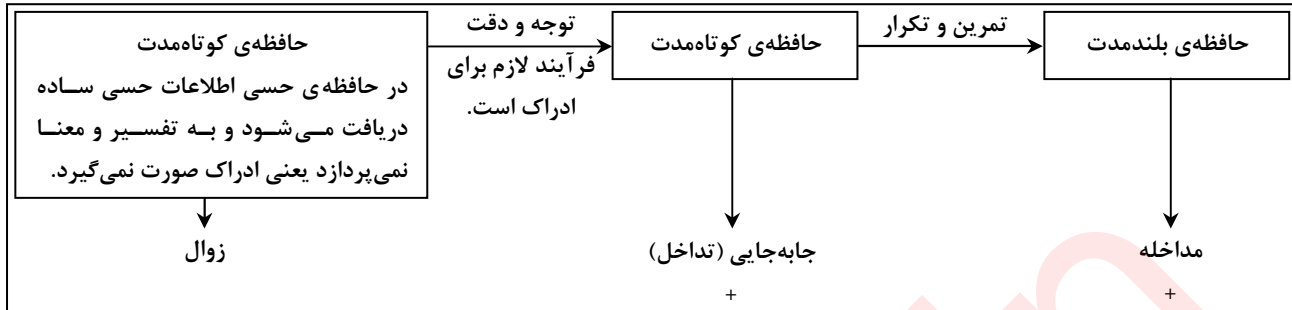 حافظه‌ی کوتاه‌مدت
در حافظه‌ی حسی اطلاعات حسی ساده
دریافت می‌شود و به تفسیر و معنا
نمی‌پردازد یعنی ادراک صورت نمی‌گیرد.
زوال
توجه و دقت
فرآیند لازم برای
ادراک است.
حافظه‌ی کوتاه‌مدت
جابه‌جایی (تداخل)
+
تمرین و تکرار
حافظه‌ی بلندمدت
مداخله
+